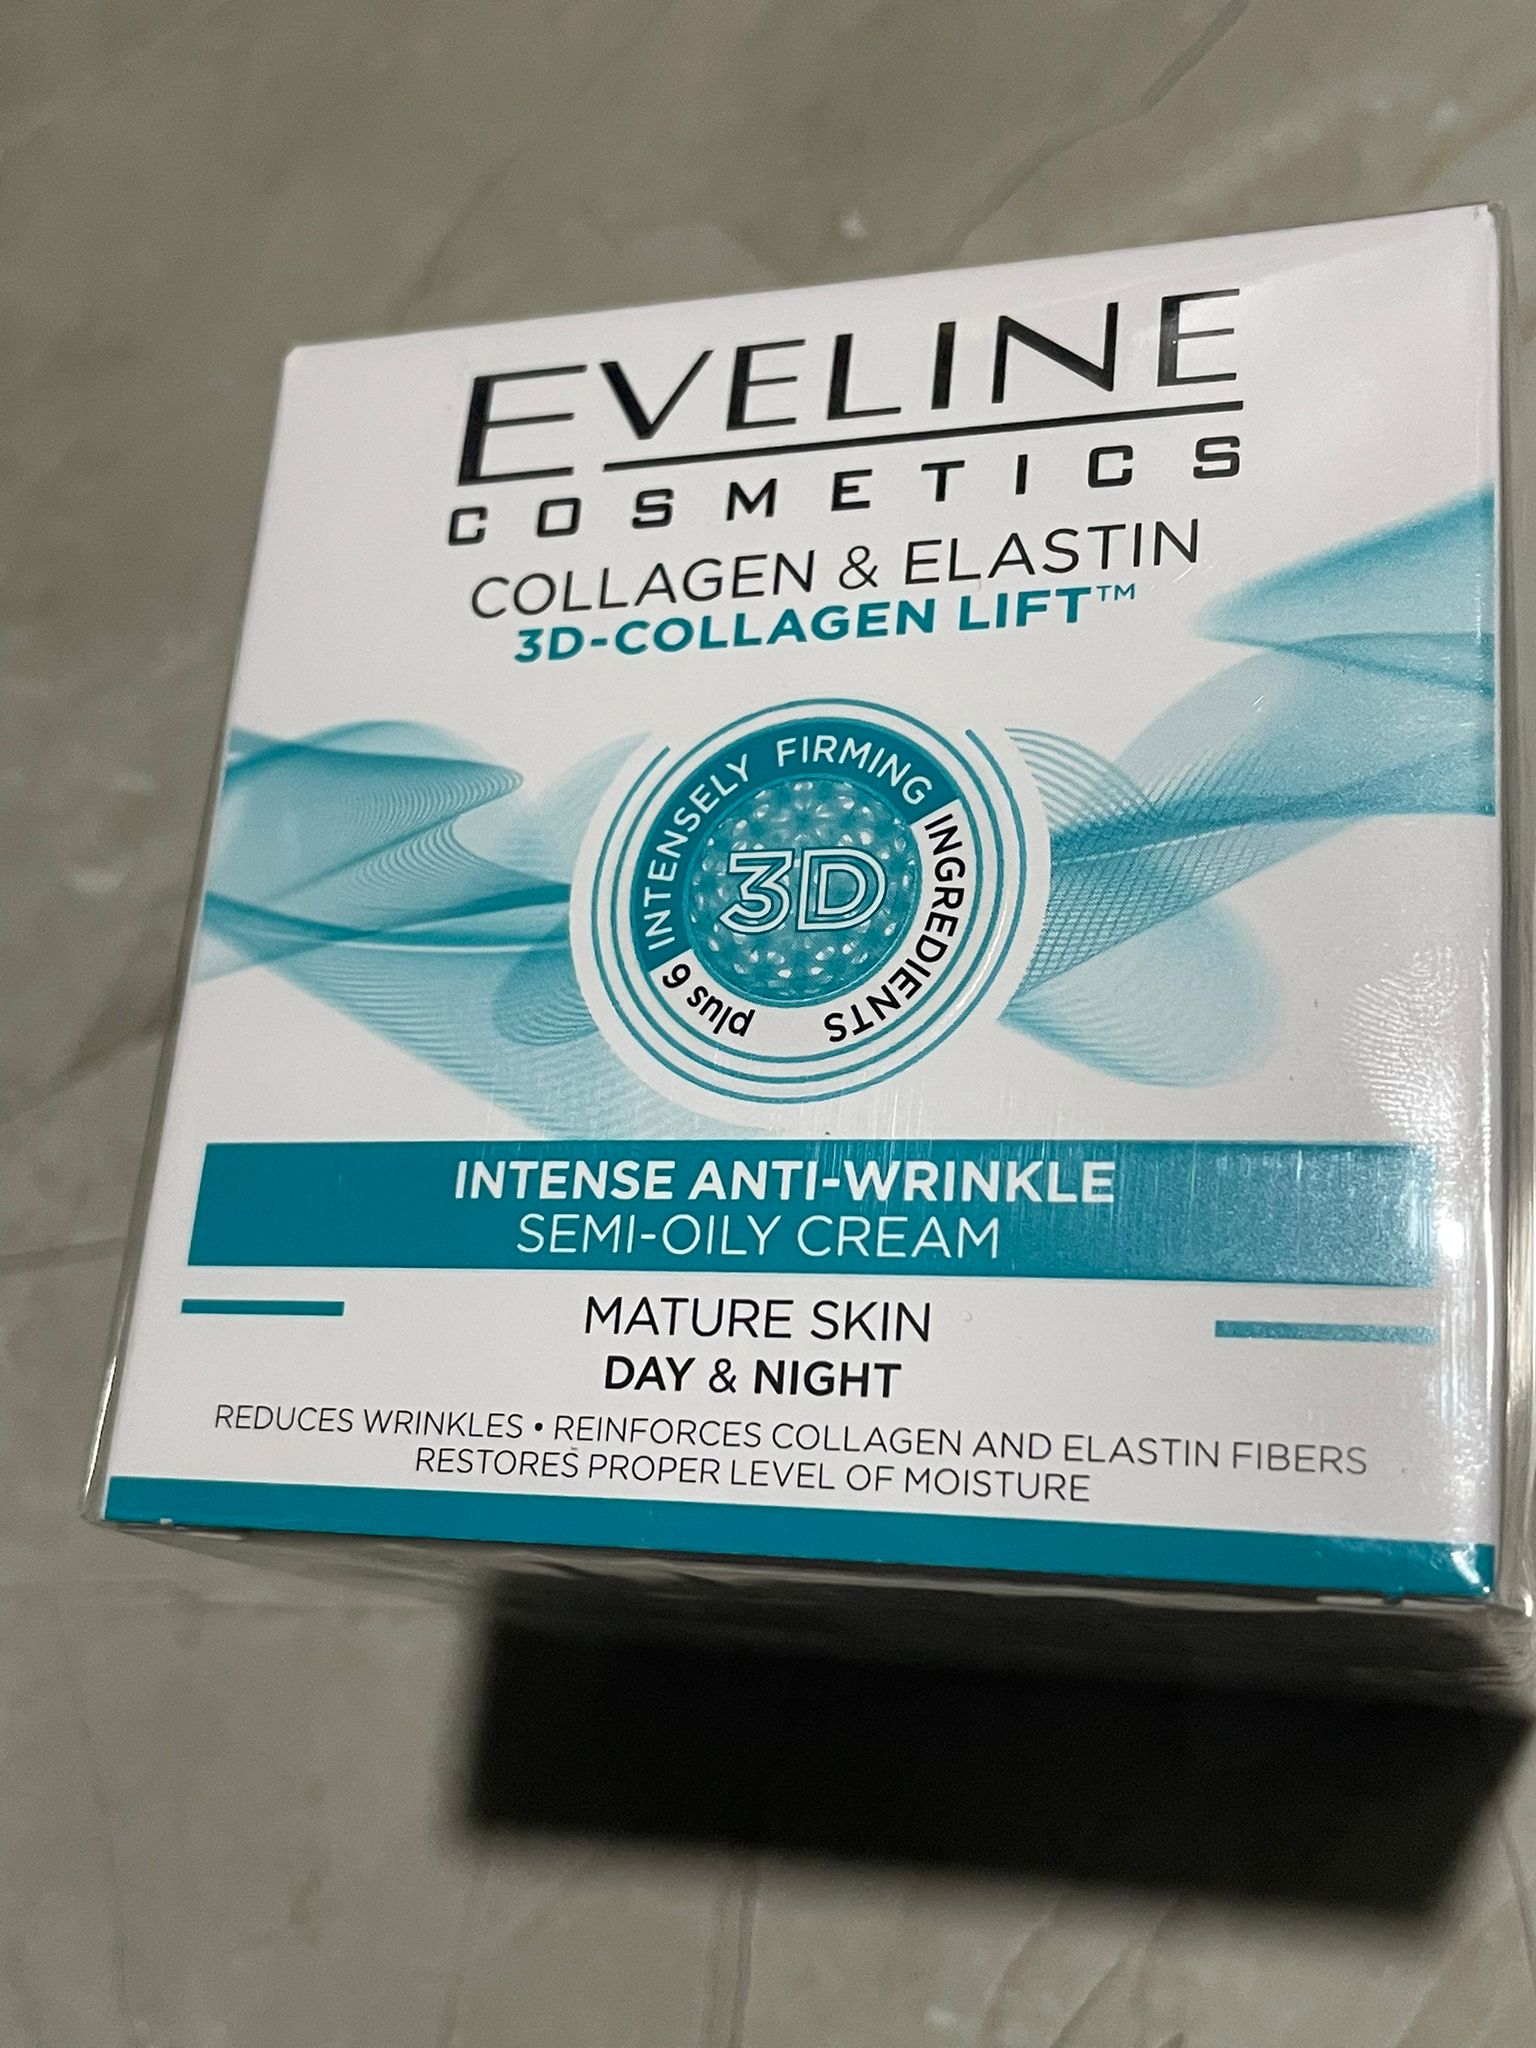 EVELINE
COSMETICS
COLLAGEN & ELASTIN
3D-COLLAGEN LIFT™
plus 6 INTENSELY FIRMING INGREDIENTS
3D
INTENSE ANTI-WRINKLE
SEMI-OILY CREAM
MATURE SKIN
DAY & NIGHT
REDUCES WRINKLES • REINFORCES COLLAGEN AND ELASTIN FIBERS
RESTORES PROPER LEVEL OF MOISTURE